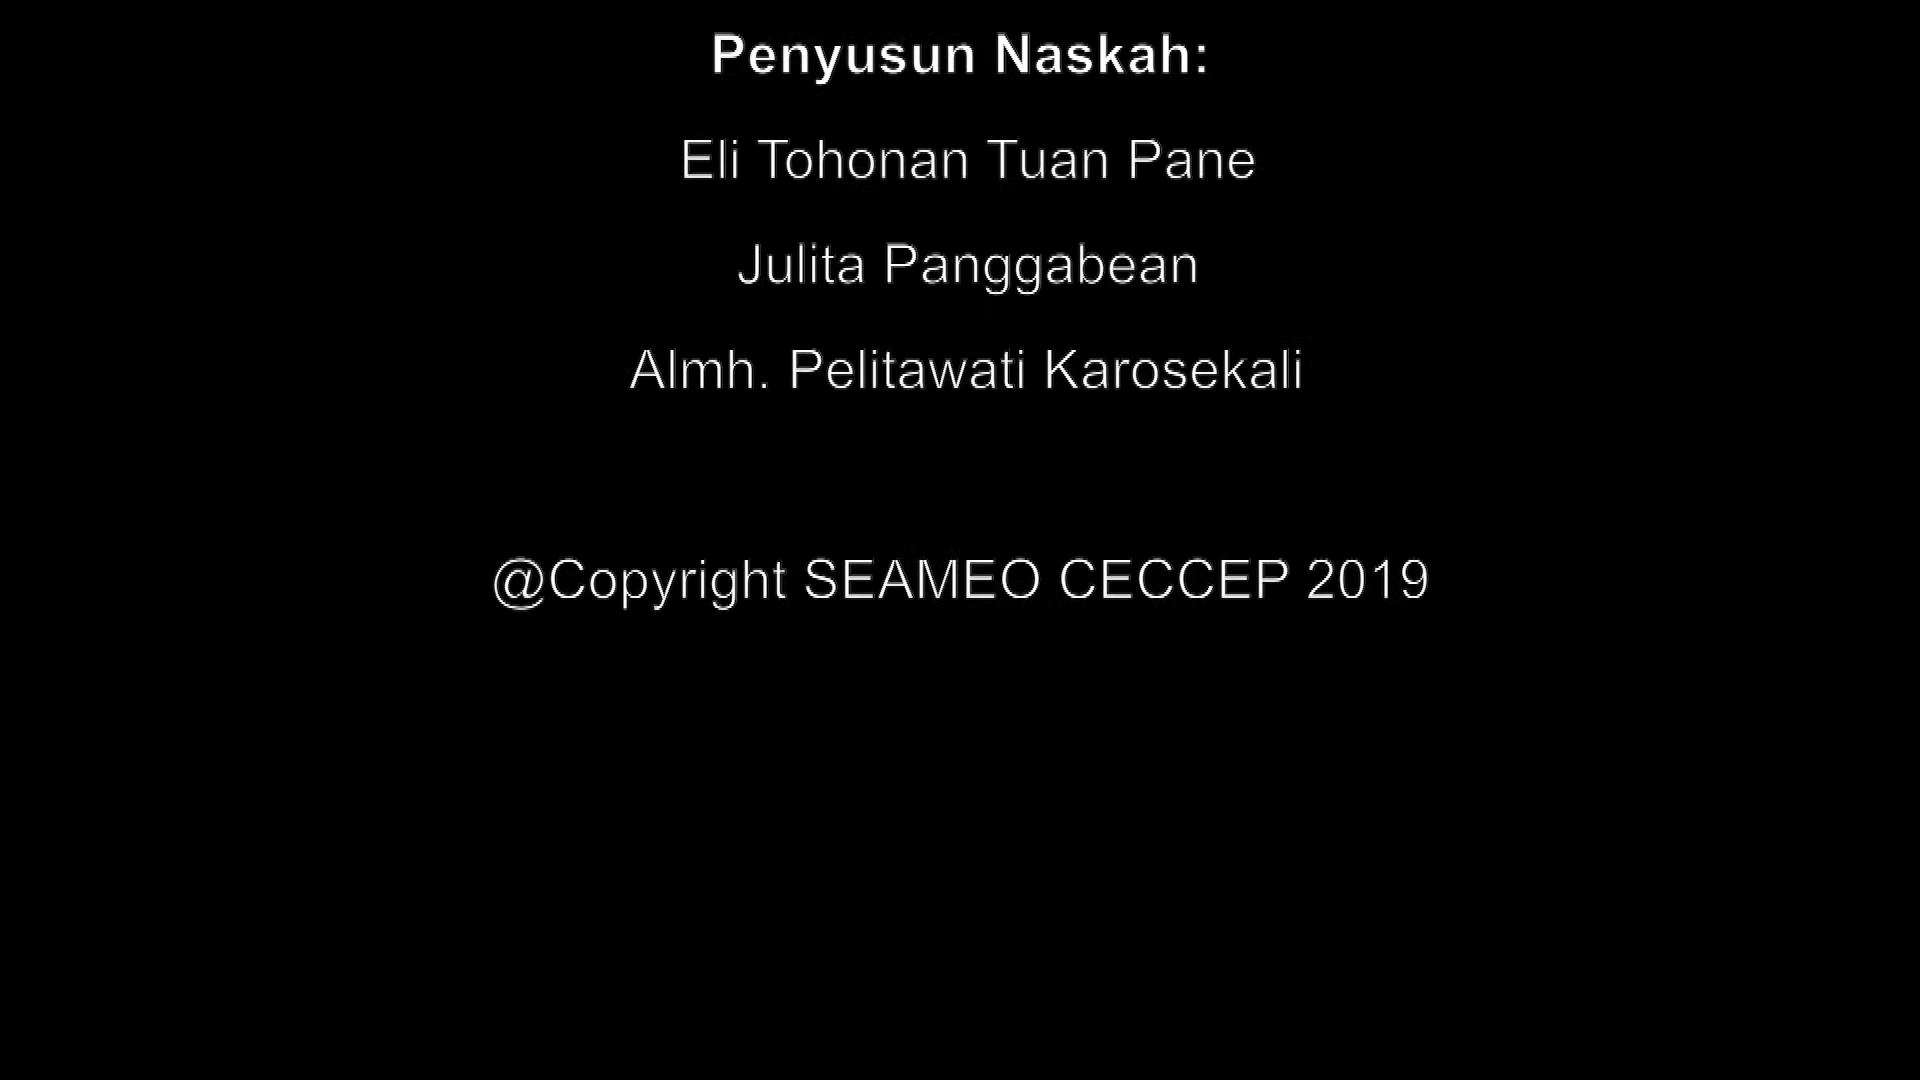 Penyusun Naskah:
Eli Tohonan Tuan Pane
Julita Panggabean
Almh. Pelitawati Karosekali
@Copyright SEAMEO CECCEP 2019